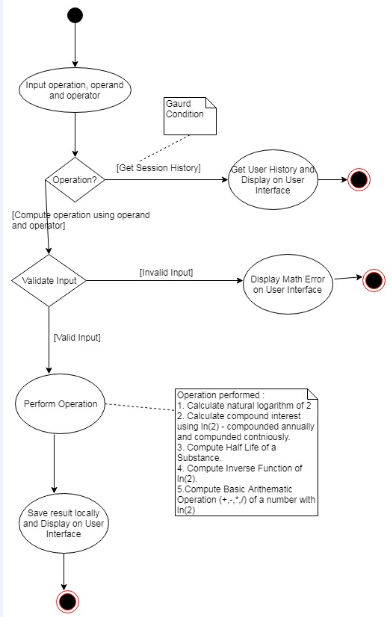 Input operation, operand
and operator
Gaurd
Condition
Operation?
[Get Session History]
Get User History and
Display on User
Interface
[Compute operation using operand
and operator]
Validate Input
[Invalid Input]
Display Math Error
on User Interface
[Valid Input]
Perform Operation
Operation performed :
1. Calculate natural logarithm of 2
2. Calculate compound interest
using ln(2) - compounded annually
and compunded contniously.
3. Compute Half Life of a
Substance.
4. Compute Inverse Function of
ln(2).
5.Compute Basic Arithematic
Operation (+,-,*,/) of a number with
ln(2)
Save result locally
and Display on User
Interface